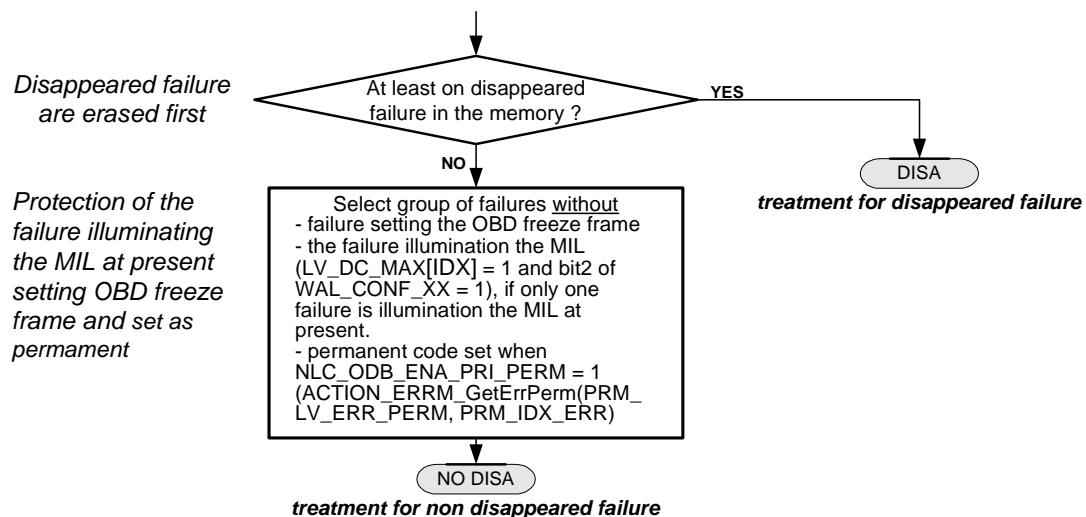 Disappeared failure
are erased first
At least on disappeared
failure in the memory ?
YES
NO
DISA
treatment for disappeared failure
Protection of the
failure illuminating
the MIL at present
setting OBD freeze
frame and set as
permament
Select group of failures without
- failure setting the OBD freeze frame
- the failure illumination the MIL
(LV_DC_MAX[IDX] = 1 and bit2 of
WAL_CONF_XX = 1), if only one
failure is illumination the MIL at
present.
- permanent code set when
NLC_ODB_ENA_PRI_PERM = 1
(ACTION_ERRM_GetErrPerm(PRM_
LV_ERR_PERM, PRM_IDX_ERR)
NO DISA
treatment for non disappeared failure